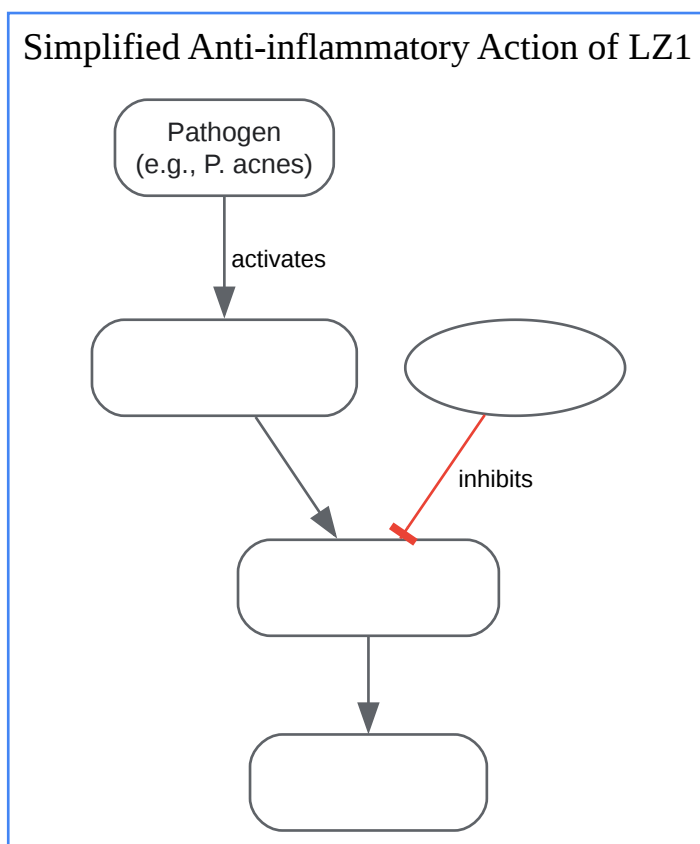 Simplified Anti-inflammatory Action of LZ1
Pathogen
(e.g., P. acnes)
activates
inhibits